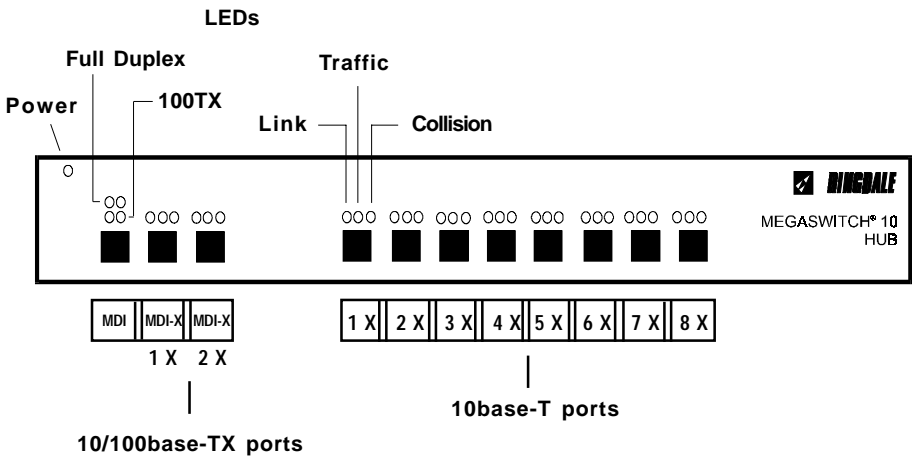 LEDs
Full Duplex
Traffic
Power
100TX
Link
Collision
RINGDALE
MEGASWITCH® 10
HUB
MDI MDI-X MDI-X
1 X 2 X
1 X 2 X 3 X 4 X 5 X 6 X 7 X 8 X
10base-T ports
10/100base-TX ports